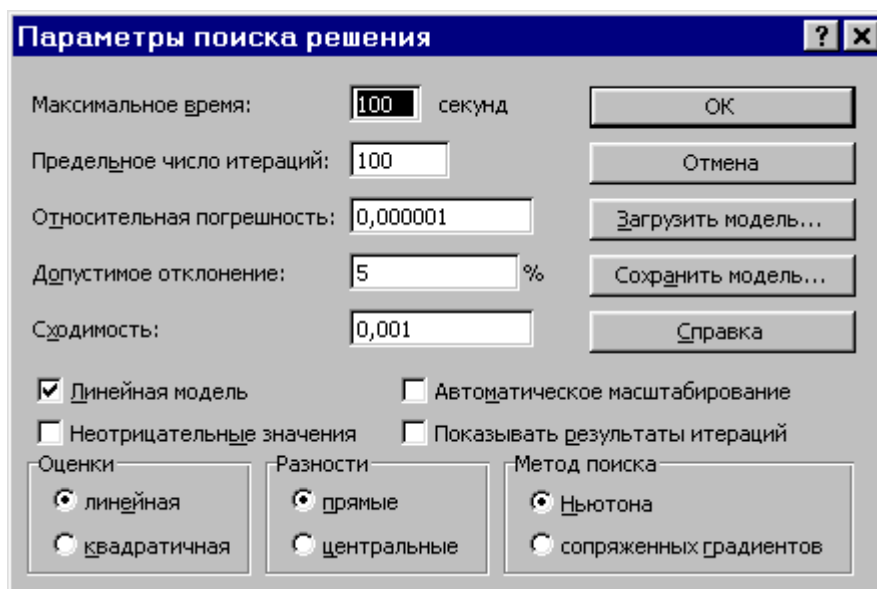 Параметры поиска решения
Максимальное время: 100 секунд OK
Предельное число итераций: 100 Отмена
Относительная погрешность: 0,000001 Загрузить модель...
Допустимое отклонение: 5 % Сохранить модель...
Сходимость: 0,001 Справка
Линейная модель Автоматическое масштабирование
Неотрицательные значения Показывать результаты итераций
Оценки Разности Метод поиска
линейная прямые Ньютона
квадратичная центральные сопряженных градиентов